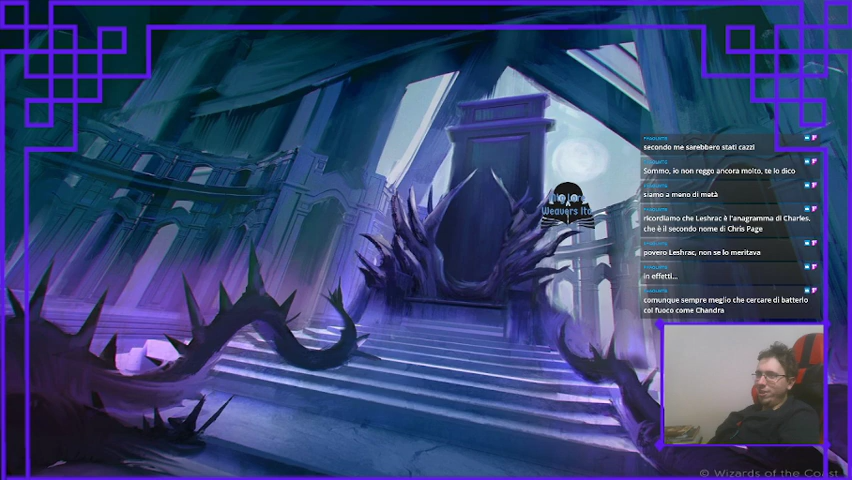 secondo me sarebbero stati cazzi
Sommo, io non reggo ancora molto, te lo dico
siamo a meno di metà
ricordiamo che Leshrac è l'anagramma di Charles,
che è il secondo nome di Chris Page
povero Leshrac, non se lo meritava
in effetti...
comunque sempre meglio che cercare di batterlo
col fuoco come Chandra
Weavers Ita
© Wizards of the Coast